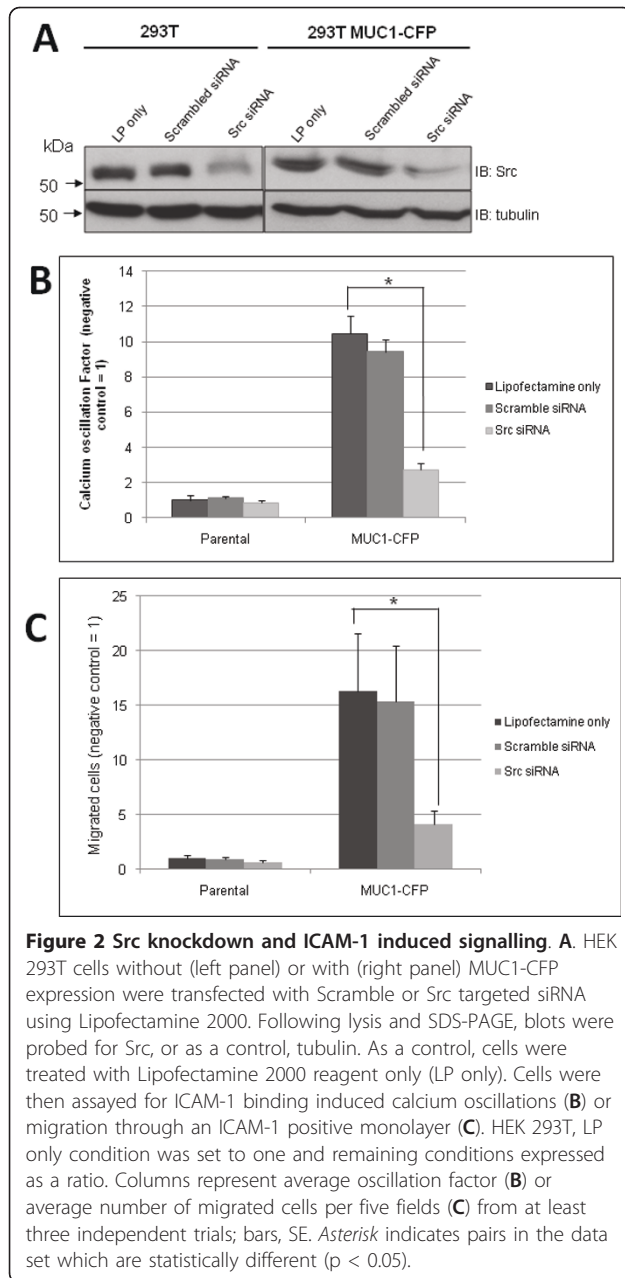 A
293T
293T MUC1-CFP
LP only
Scrambled siRNA
Src siRNA
LP only
Scrambled siRNA
Src siRNA
kDa
50
IB: Src
50
IB: tubulin
B
Calcium oscillation Factor (negative
control = 1)
14
12
10
8
6
4
2
0
*
Parental
MUC1-CFP
Lipofectamine only
Scramble siRNA
Src siRNA
C
Migrated cells (negative control = 1)
25
20
15
10
5
0
*
Parental
MUC1-CFP
Lipofectamine only
Scramble siRNA
Src siRNA
Figure 2 Src knockdown and ICAM-1 induced signalling. A. HEK
293T cells without (left panel) or with (right panel) MUC1-CFP
expression were transfected with Scramble or Src targeted siRNA
using Lipofectamine 2000. Following lysis and SDS-PAGE, blots were
probed for Src, or as a control, tubulin. As a control, cells were
treated with Lipofectamine 2000 reagent only (LP only). Cells were
then assayed for ICAM-1 binding induced calcium oscillations (B) or
migration through an ICAM-1 positive monolayer (C). HEK 293T, LP
only condition was set to one and remaining conditions expressed
as a ratio. Columns represent average oscillation factor (B) or
average number of migrated cells per five fields (C) from at least
three independent trials; bars, SE. Asterisk indicates pairs in the data
set which are statistically different (p < 0.05).